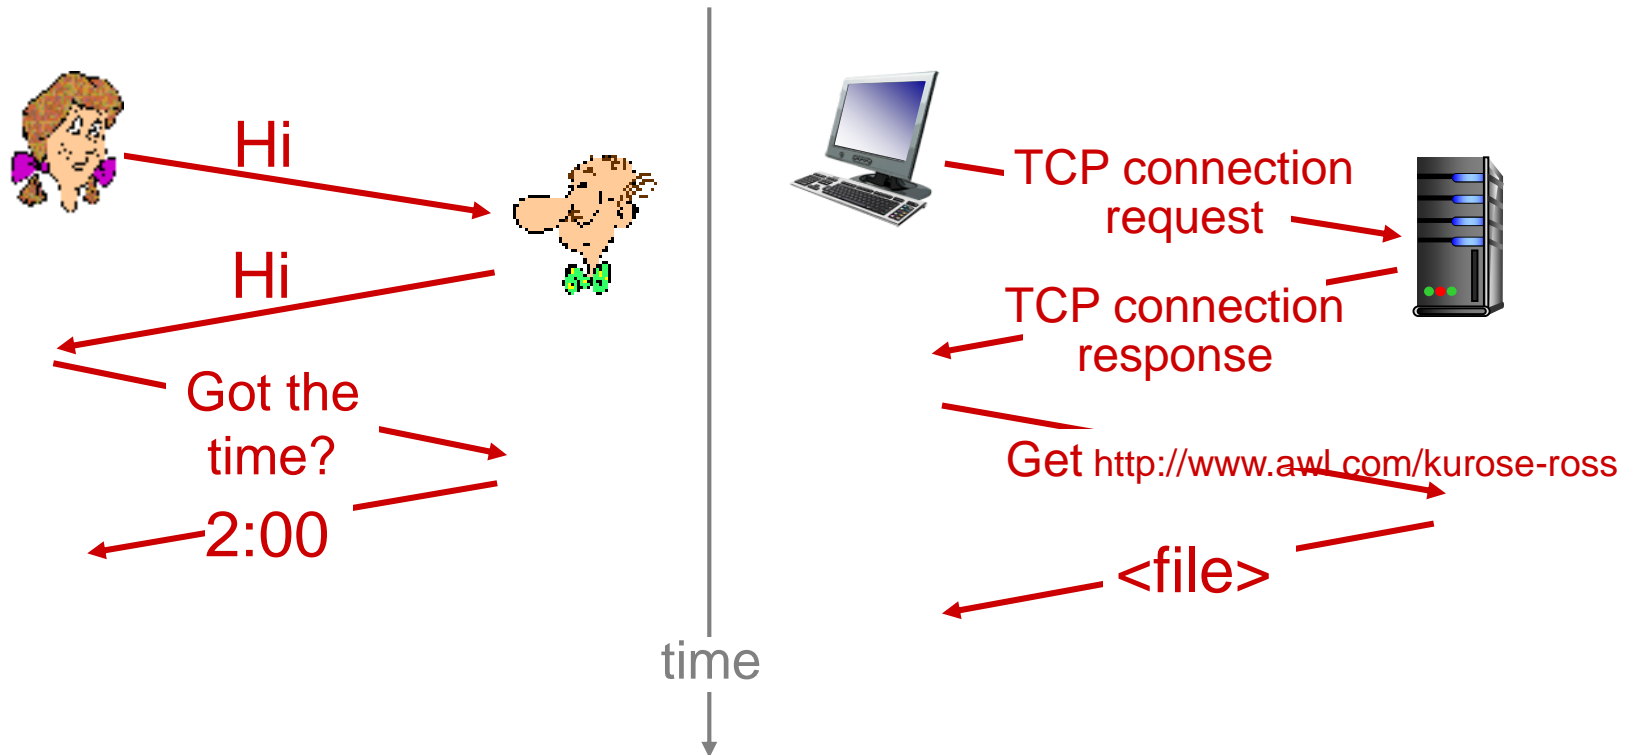 Hi
Hi
Got the
time?
2:00
TCP connection
request
TCP connection
response
Get http://www.awl.com/kurose-ross
<file>
time